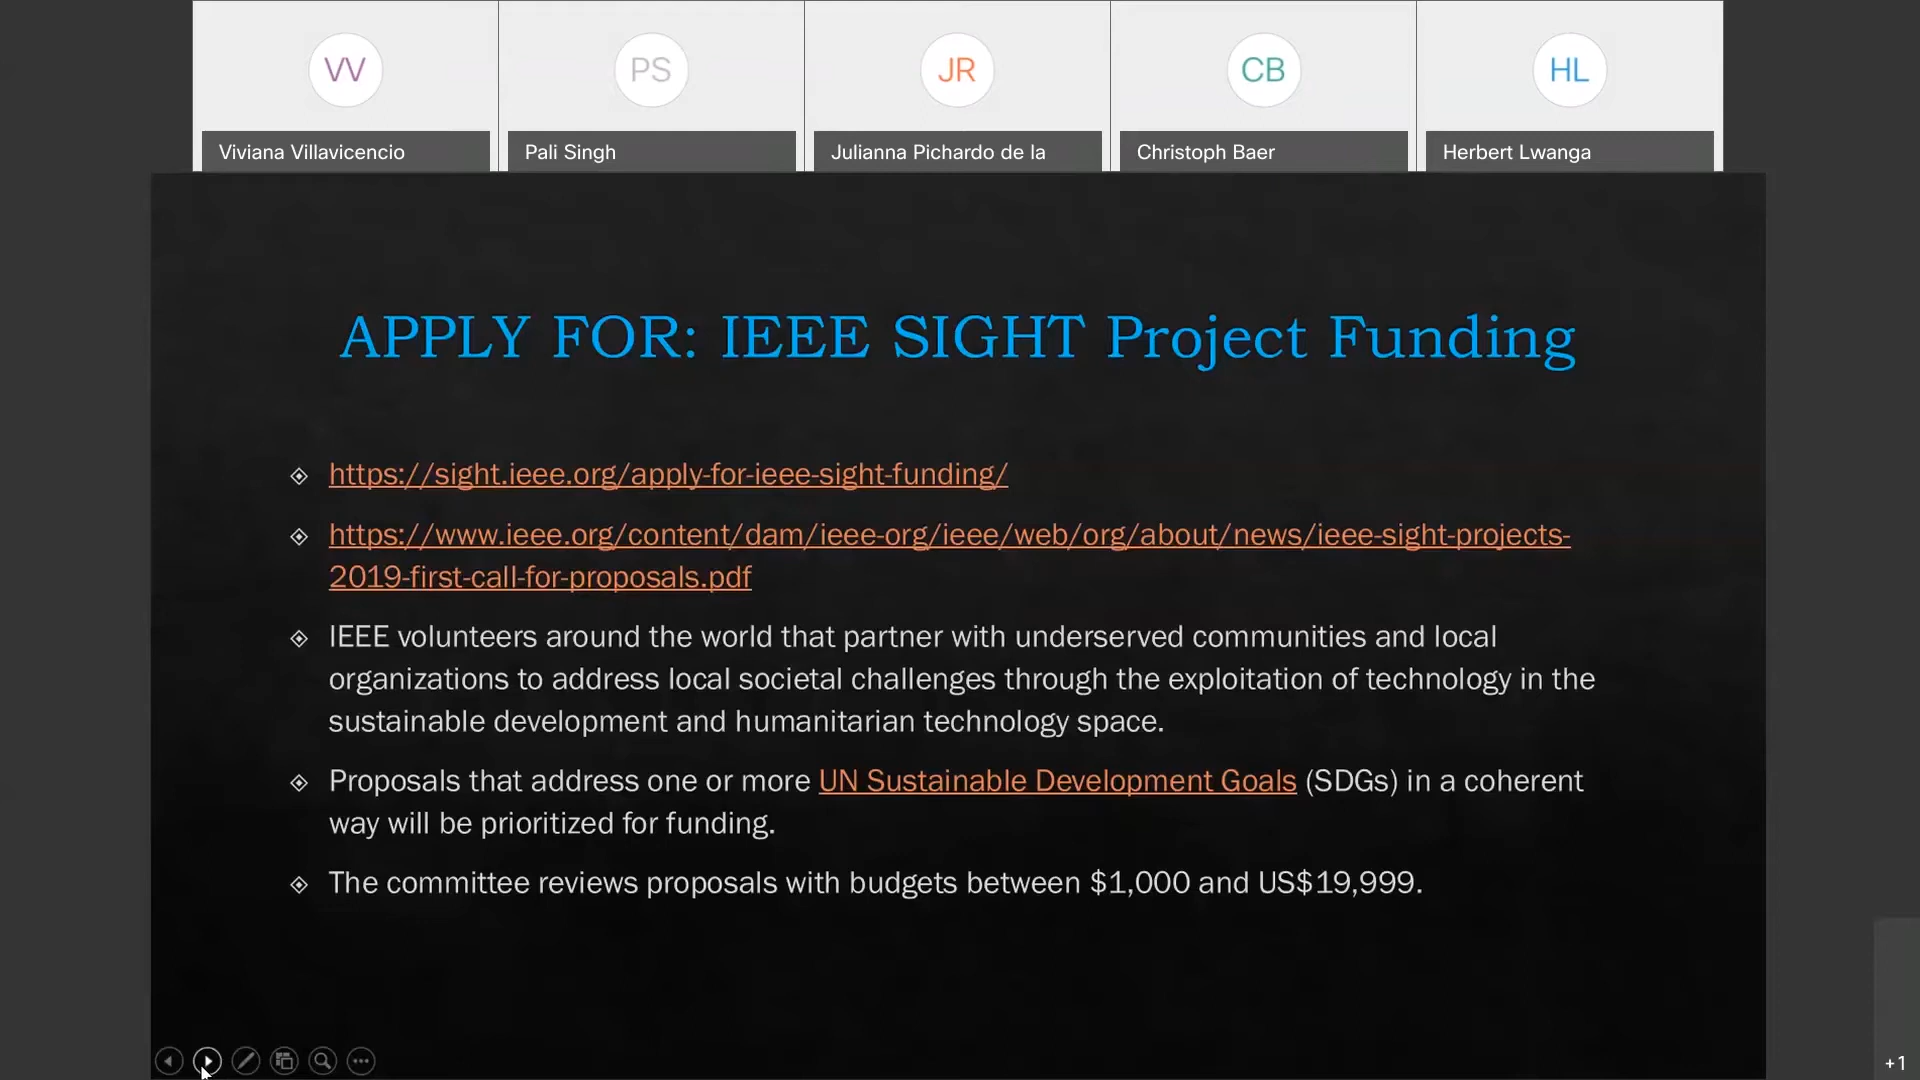 VV
PS
JR
CB
HL
Viviana Villavicencio
Pali Singh
Julianna Pichardo de la
Christoph Baer
Herbert Lwanga
APPLY FOR: IEEE SIGHT Project Funding
https://sight.ieee.org/apply-for-ieee-sight-funding/
https://www.ieee.org/content/dam/ieee-org/ieee/web/org/about/news/ieee-sight-projects-
2019-first-call-for-proposals.pdf
IEEE volunteers around the world that partner with underserved communities and local
organizations to address local societal challenges through the exploitation of technology in the
sustainable development and humanitarian technology space.
Proposals that address one or more UN Sustainable Development Goals (SDGs) in a coherent
way will be prioritized for funding.
The committee reviews proposals with budgets between $1,000 and US$19,999.
+1